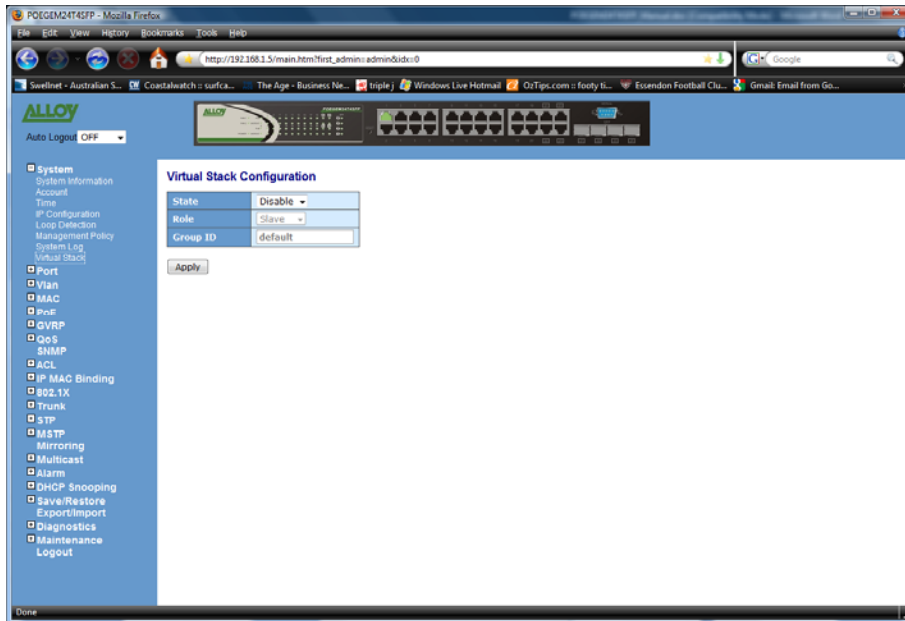 POEGEM24T4SFP - Mozilla Firefox
File Edit View History Bookmarks Tools Help
http://192.168.1.5/main.htm?first_admin=admin&idx=0
Google
Swellnet - Australian S... Coastalwatch :: surfca... The Age - Business Ne... triple j Windows Live Hotmail OzTips.com :: footy ti... Essendon Football Clu... Gmail: Email from Go...
ALLOY
Auto Logout OFF
ALLOY
System
System Information
Account
Time
IP Configuration
Loop Detection
Management Policy
System Log
Virtual Stack
Port
Vlan
MAC
PoE
GVRP
QoS
SNMP
ACL
IP MAC Binding
802.1X
Trunk
STP
MSTP
Mirroring
Multicast
Alarm
DHCP Snooping
Save/Restore
Export/Import
Diagnostics
Maintenance
Logout
Virtual Stack Configuration
State Disable
Role Slave
Group ID default
Apply
Done